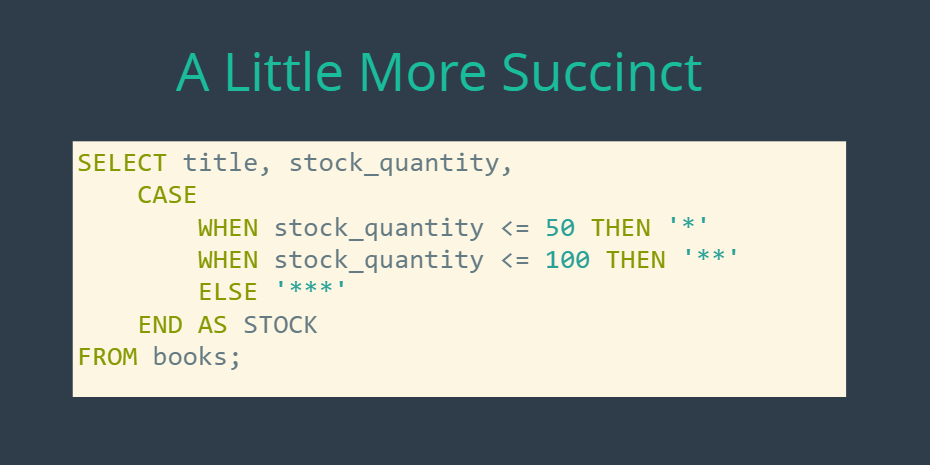 A Little More Succinct
SELECT title, stock_quantity,
    CASE
        WHEN stock_quantity <= 50 THEN '*'
        WHEN stock_quantity <= 100 THEN '**'
        ELSE '***'
    END AS STOCK
FROM books;